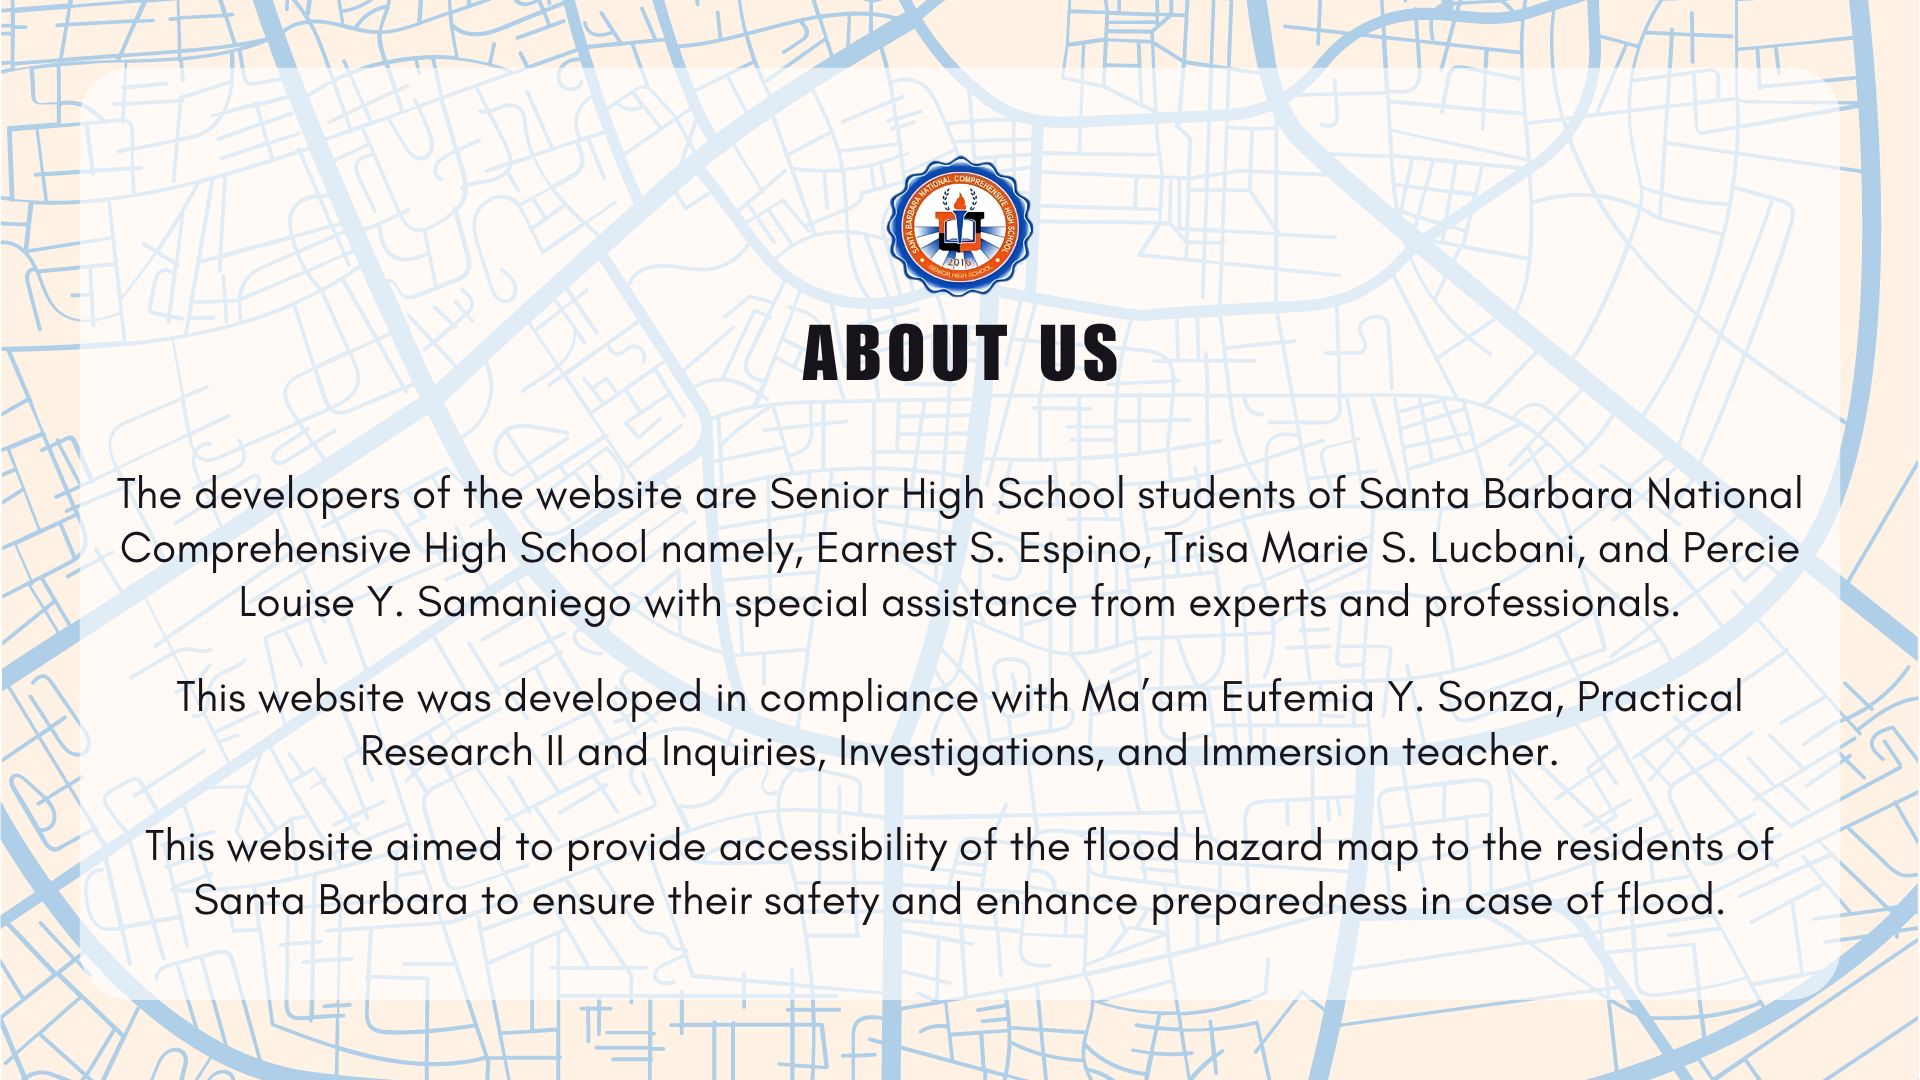 SANTA BARBARA NATIONAL COMPREHENSIVE HIGH SCHOOL
2016
SENIOR HIGH SCHOOL
ABOUT US
The developers of the website are Senior High School students of Santa Barbara National
Comprehensive High School namely, Earnest S. Espino, Trisa Marie S. Lucbani, and Percie
Louise Y. Samaniego with special assistance from experts and professionals.
This website was developed in compliance with Ma’am Eufemia Y. Sonza, Practical
Research II and Inquiries, Investigations, and Immersion teacher.
This website aimed to provide accessibility of the flood hazard map to the residents of
Santa Barbara to ensure their safety and enhance preparedness in case of flood.